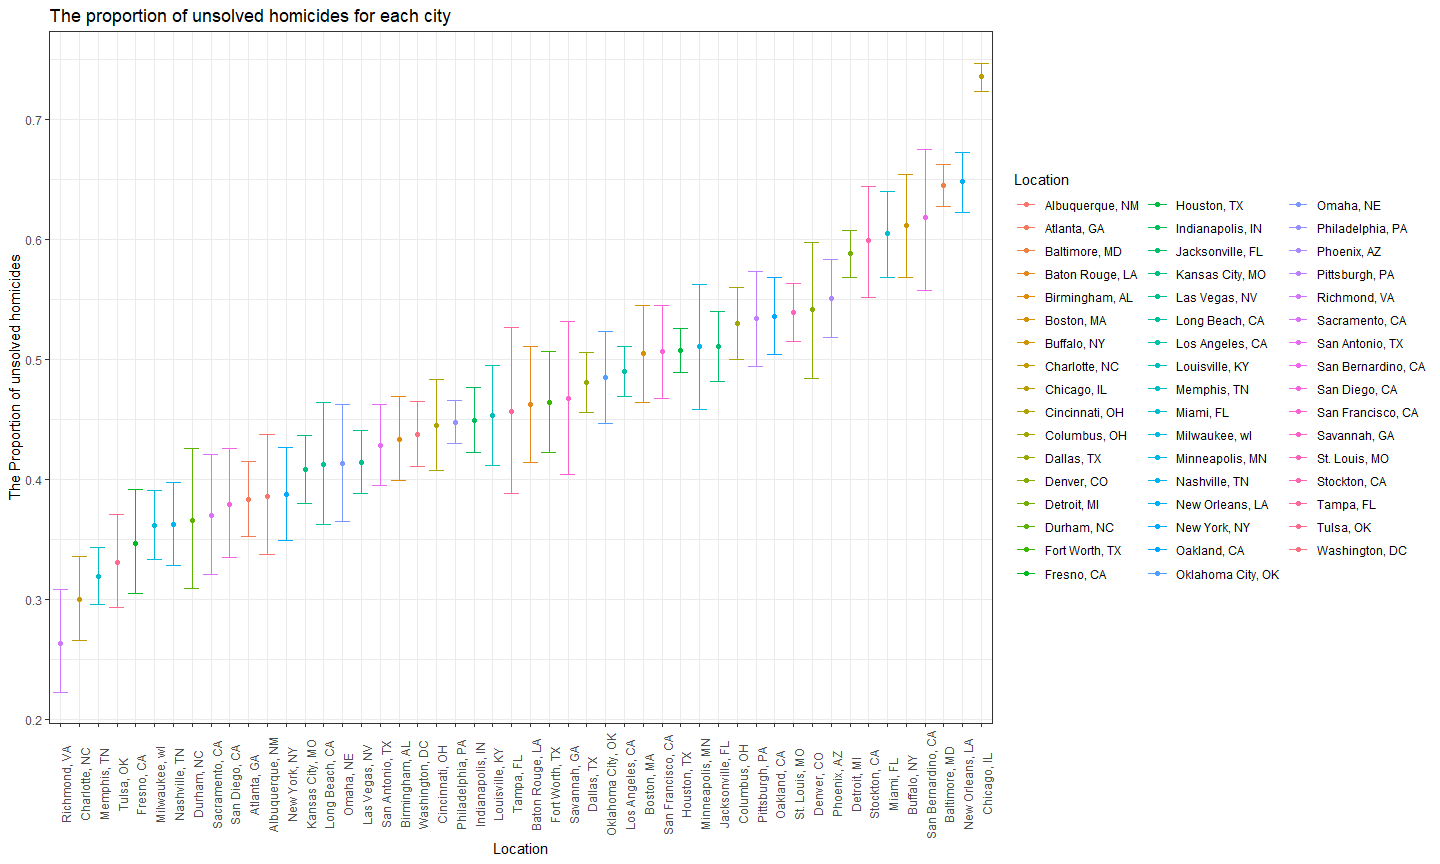 The proportion of unsolved homicides for each city
The Proportion of unsolved homicides
0.7
0.6
0.5
0.4
0.3
0.2
Richmond, VA
Charlotte, NC
Memphis, TN
Tulsa, OK
Fresno, CA
Milwaukee, wI
Nashville, TN
Durham, NC
Sacramento, CA
San Diego, CA
Atlanta, GA
Albuquerque, NM
New York, NY
Kansas City, MO
Long Beach, CA
Omaha, NE
Las Vegas, NV
San Antonio, TX
Birmingham, AL
Washington, DC
Cincinnati, OH
Philadelphia, PA
Indianapolis, IN
Louisville, KY
Tampa, FL
Baton Rouge, LA
Fort Worth, TX
Savannah, GA
Dallas, TX
Oklahoma City, OK
Los Angeles, CA
Boston, MA
San Francisco, CA
Houston, TX
Minneapolis, MN
Jacksonville, FL
Columbus, OH
Pittsburgh, PA
Oakland, CA
St. Louis, MO
Denver, CO
Phoenix, AZ
Detroit, MI
Stockton, CA
Miami, FL
Buffalo, NY
San Bernardino, CA
Baltimore, MD
New Orleans, LA
Chicago, IL
Location
Location
Albuquerque, NM
Atlanta, GA
Baltimore, MD
Baton Rouge, LA
Birmingham, AL
Boston, MA
Buffalo, NY
Charlotte, NC
Chicago, IL
Cincinnati, OH
Columbus, OH
Dallas, TX
Denver, CO
Detroit, MI
Durham, NC
Fort Worth, TX
Fresno, CA
Houston, TX
Indianapolis, IN
Jacksonville, FL
Kansas City, MO
Las Vegas, NV
Long Beach, CA
Los Angeles, CA
Louisville, KY
Memphis, TN
Miami, FL
Milwaukee, wI
Minneapolis, MN
Nashville, TN
New Orleans, LA
New York, NY
Oakland, CA
Oklahoma City, OK
Omaha, NE
Philadelphia, PA
Phoenix, AZ
Pittsburgh, PA
Richmond, VA
Sacramento, CA
San Antonio, TX
San Bernardino, CA
San Diego, CA
San Francisco, CA
Savannah, GA
St. Louis, MO
Stockton, CA
Tampa, FL
Tulsa, OK
Washington, DC